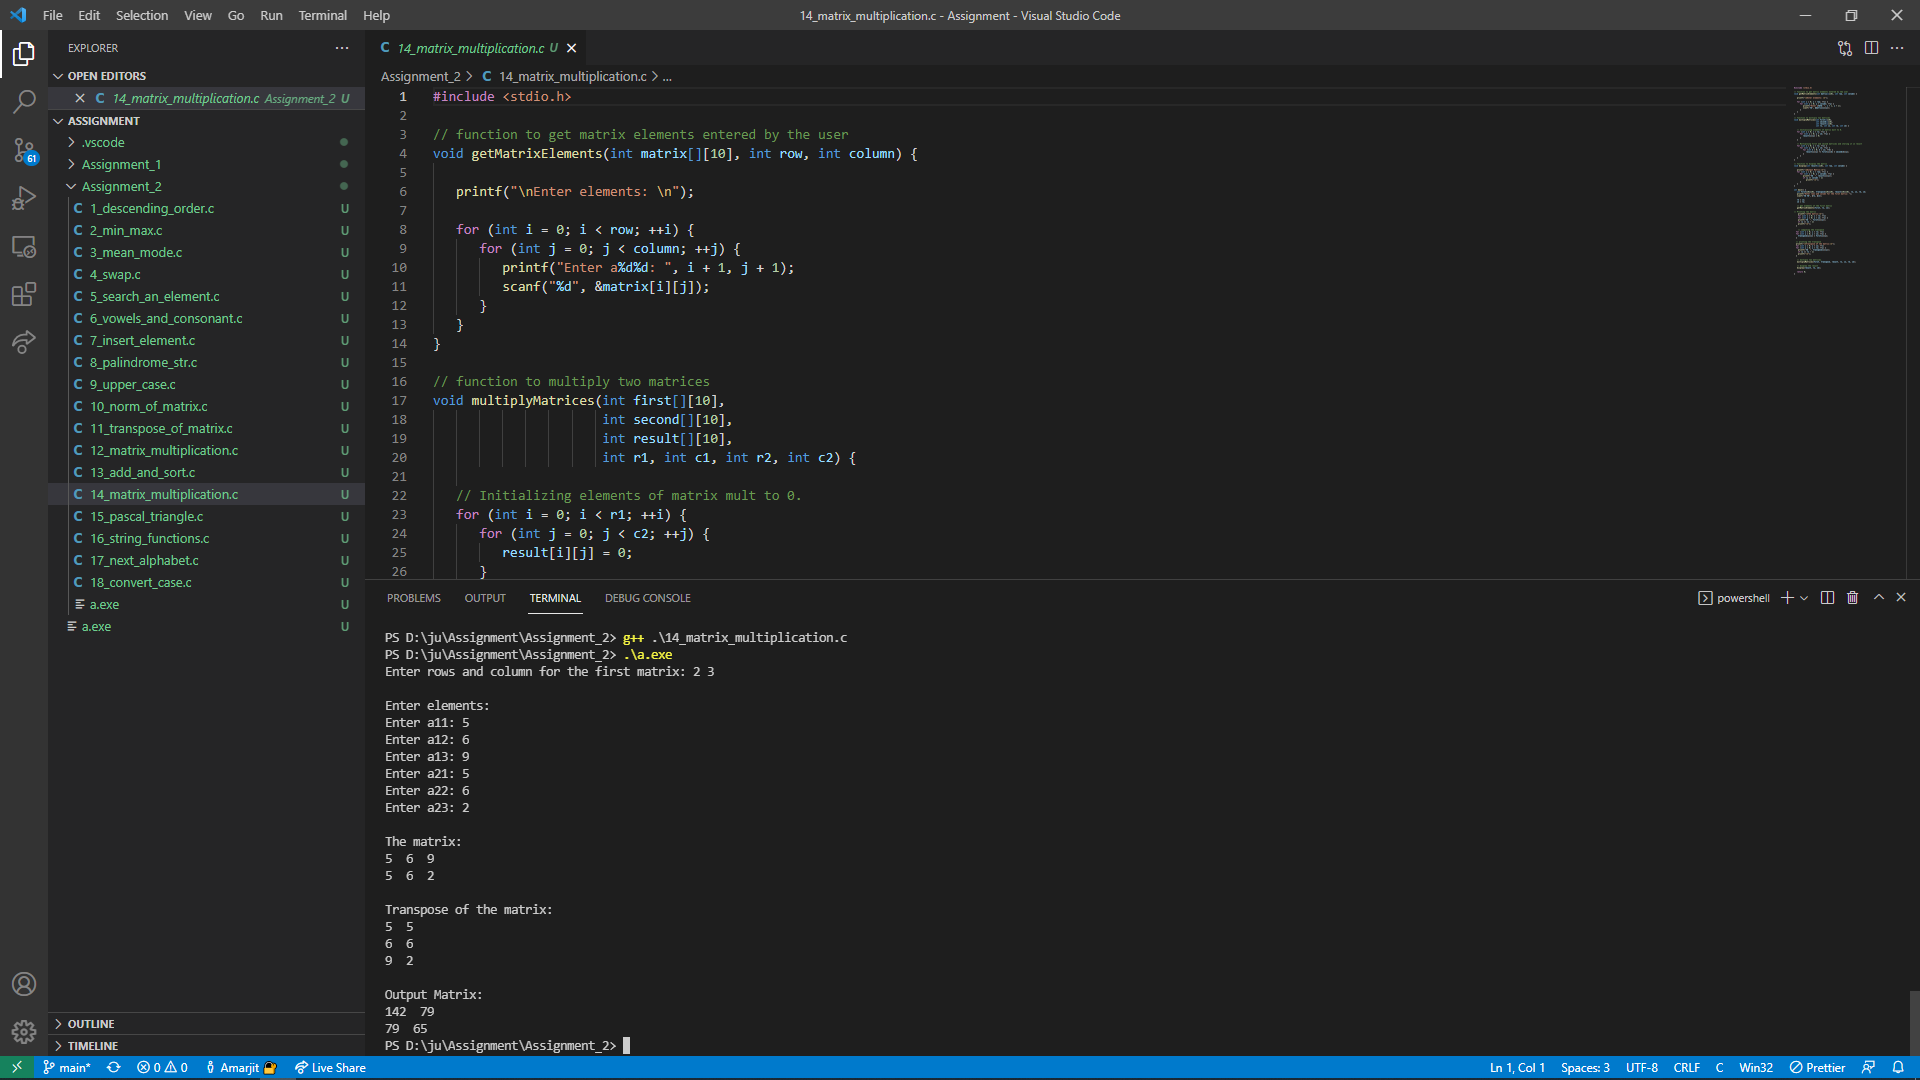 File Edit Selection View Go Run Terminal Help
14_matrix_multiplication.c - Assignment - Visual Studio Code
EXPLORER
OPEN EDITORS
14_matrix_multiplication.c Assignment_2 U
ASSIGNMENT
.vscode
Assignment_1
Assignment_2
1_descending_order.c U
2_min_max.c U
3_mean_mode.c U
4_swap.c U
5_search_an_element.c U
6_vowels_and_consonant.c U
7_insert_element.c U
8_palindrome_str.c U
9_upper_case.c U
10_norm_of_matrix.c U
11_transpose_of_matrix.c U
12_matrix_multiplication.c U
13_add_and_sort.c U
14_matrix_multiplication.c U
15_pascal_triangle.c U
16_string_functions.c U
17_next_alphabet.c U
18_convert_case.c U
a.exe U
a.exe U
OUTLINE
TIMELINE
61
C 14_matrix_multiplication.c U
Assignment_2 > C 14_matrix_multiplication.c > ...
1 #include <stdio.h>
2
3 // function to get matrix elements entered by the user
4 void getMatrixElements(int matrix[][10], int row, int column) {
5
6 printf("\nEnter elements: \n");
7
8 for (int i = 0; i < row; ++i) {
9 for (int j = 0; j < column; ++j) {
10 printf("Enter a%d%d: ", i + 1, j + 1);
11 scanf("%d", &matrix[i][j]);
12 }
13 }
14 }
15
16 // function to multiply two matrices
17 void multiplyMatrices(int first[][10],
18 int second[][10],
19 int result[][10],
20 int r1, int c1, int r2, int c2) {
21
22 // Initializing elements of matrix mult to 0.
23 for (int i = 0; i < r1; ++i) {
24 for (int j = 0; j < c2; ++j) {
25 result[i][j] = 0;
26 }
PROBLEMS OUTPUT TERMINAL DEBUG CONSOLE
powershell
PS D:\ju\Assignment\Assignment_2> g++ .\14_matrix_multiplication.c
PS D:\ju\Assignment\Assignment_2> .\a.exe
Enter rows and column for the first matrix: 2 3
Enter elements:
Enter a11: 5
Enter a12: 6
Enter a13: 9
Enter a21: 5
Enter a22: 6
Enter a23: 2
The matrix:
5 6 9
5 6 2
Transpose of the matrix:
5 5
6 6
9 2
Output Matrix:
142 79
79 65
PS D:\ju\Assignment\Assignment_2>
main* 0 0 Amarjit Live Share
Ln 1, Col 1 Spaces: 3 UTF-8 CRLF C Win32 Prettier